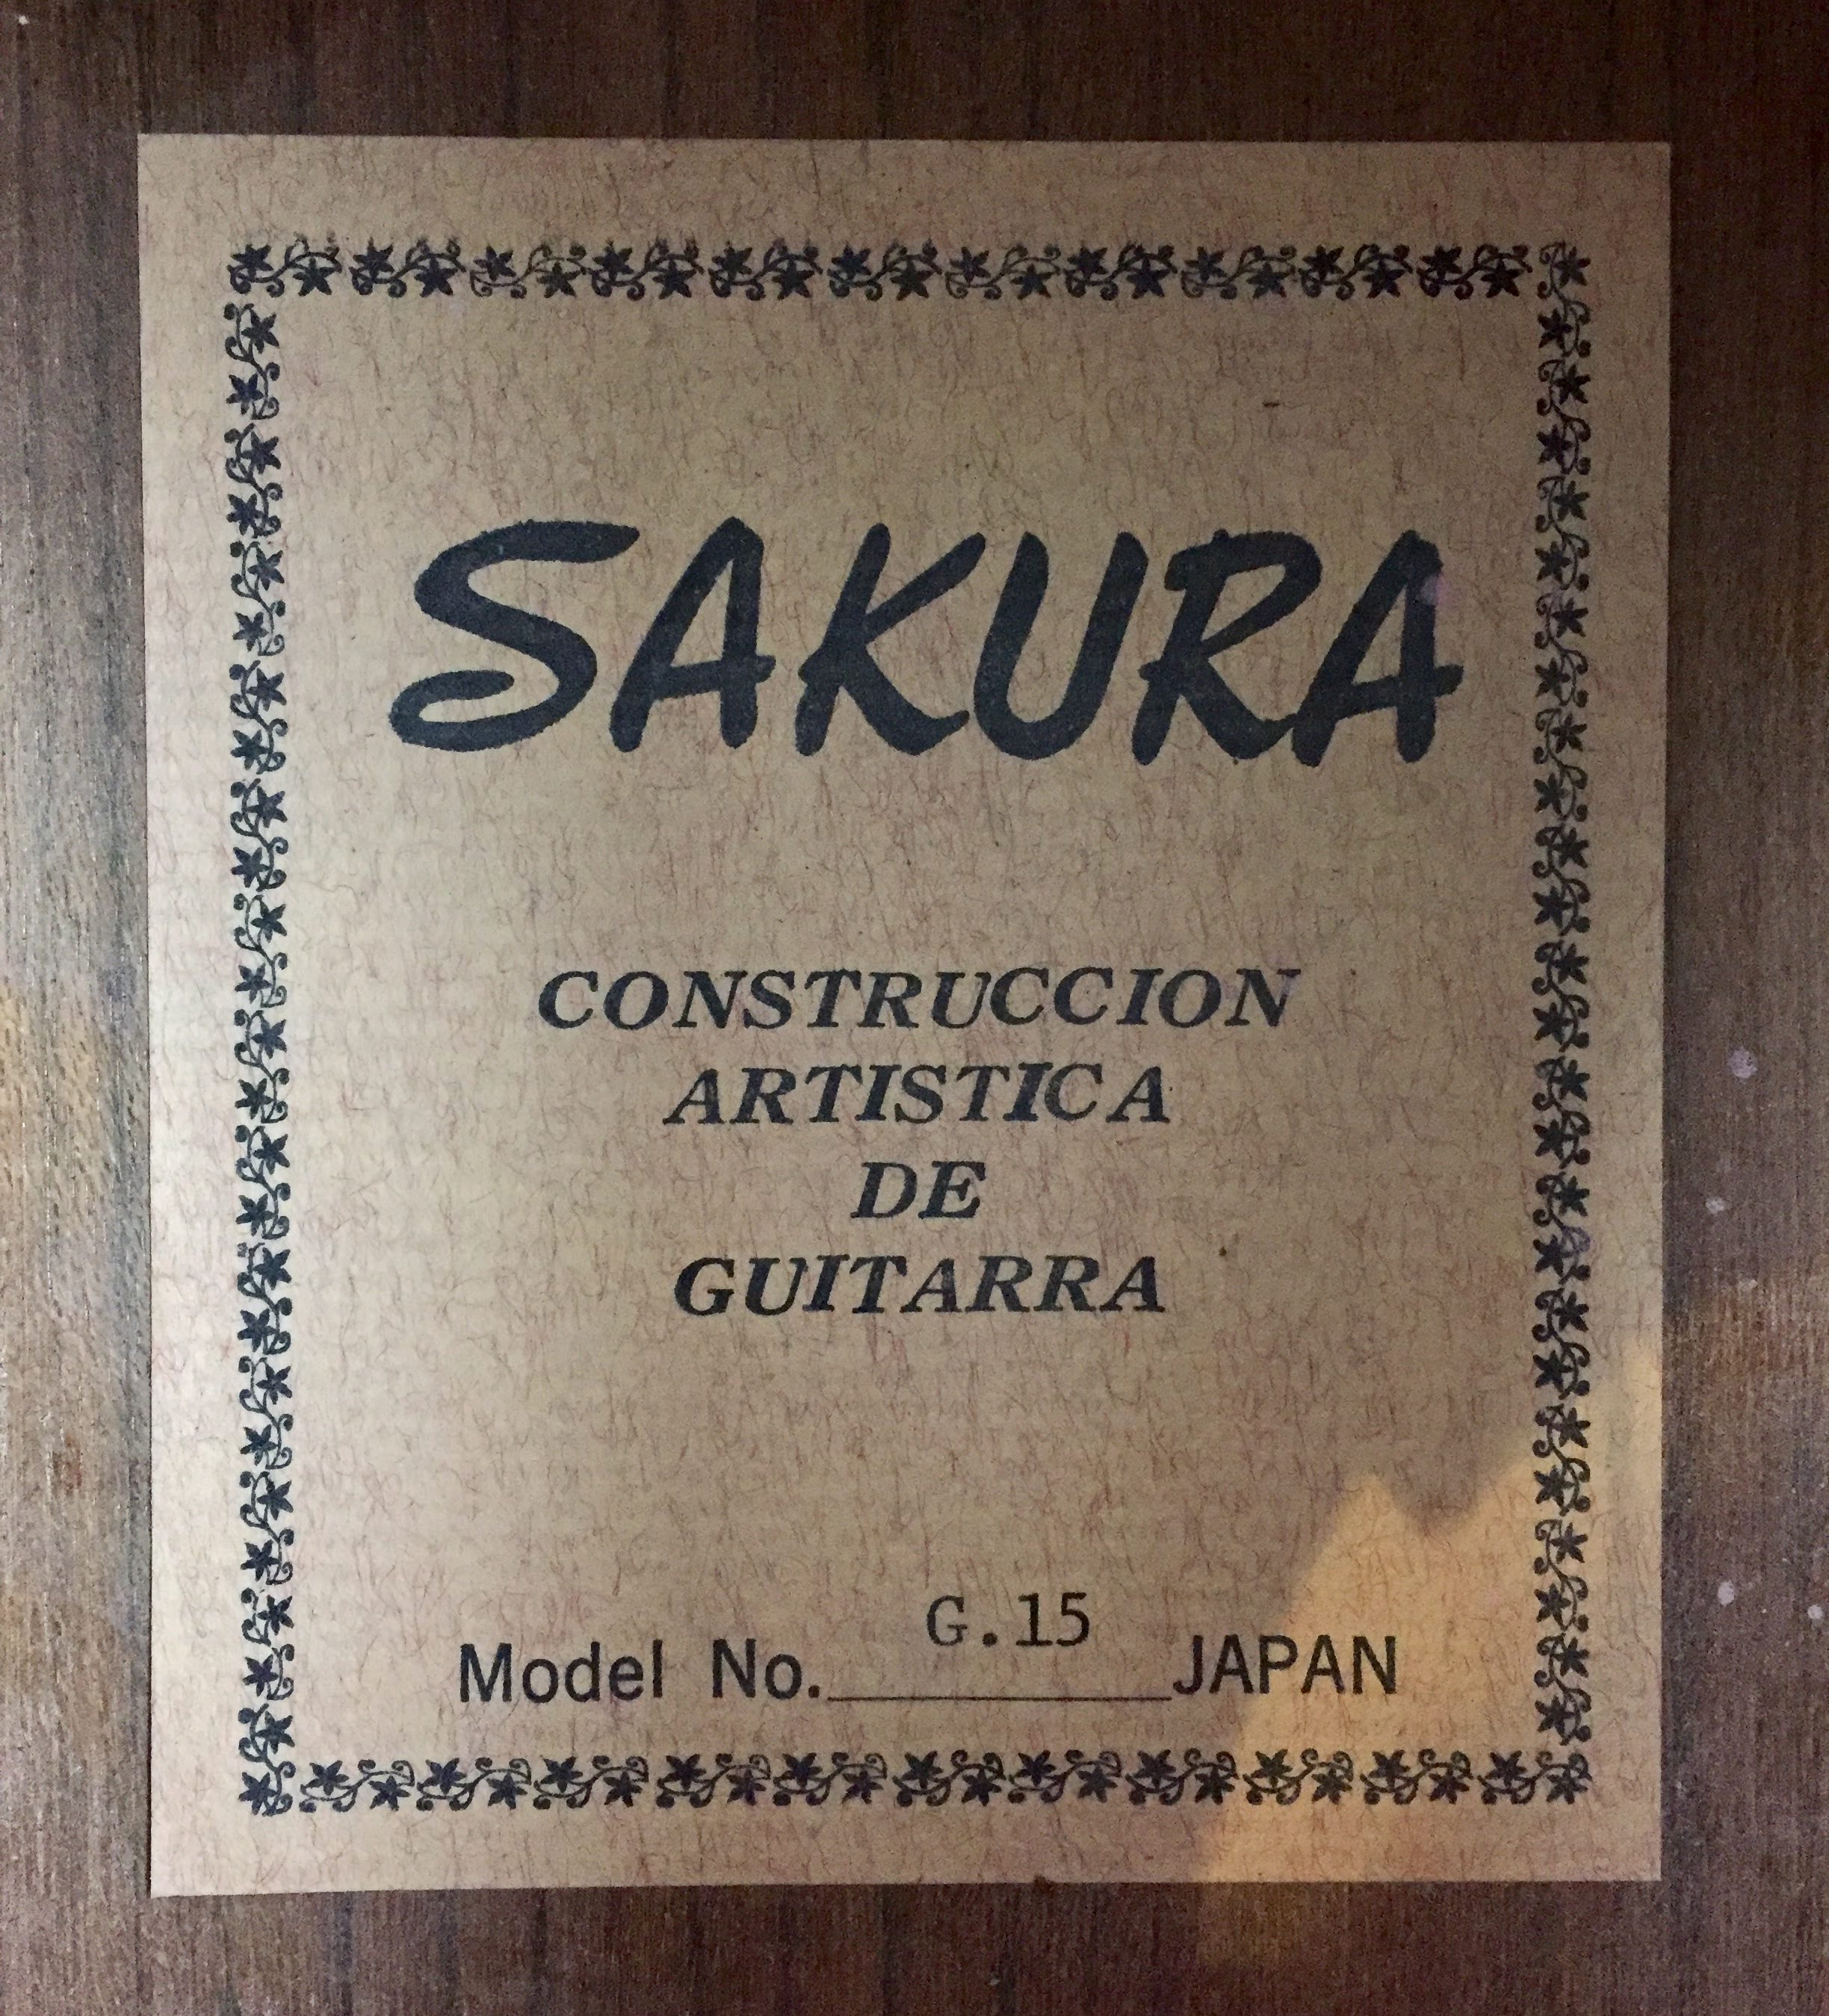 SAKURA
CONSTRUCCION
ARTISTICA
DE
GUITARRA
Model No. G.15 JAPAN